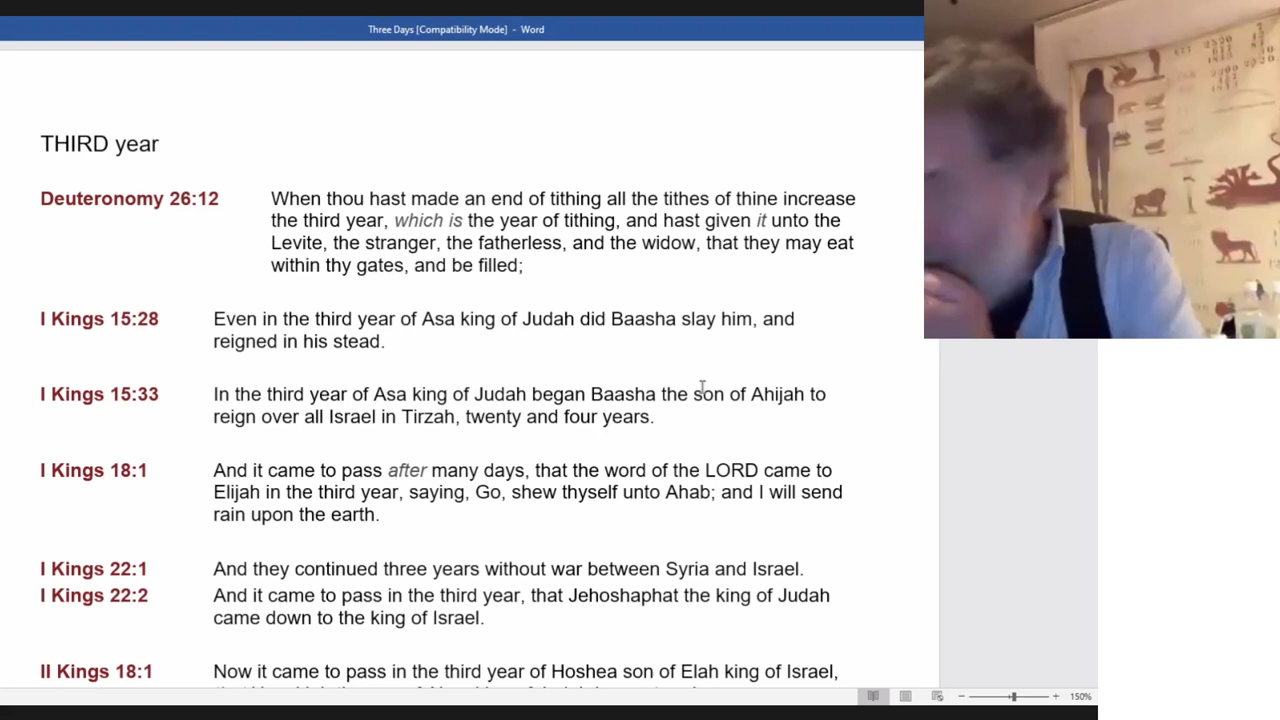 Three Days [Compatibility Mode] - Word
THIRD year
Deuteronomy 26:12 When thou hast made an end of tithing all the tithes of thine increase
the third year, which is the year of tithing, and hast given it unto the
Levite, the stranger, the fatherless, and the widow, that they may eat
within thy gates, and be filled;
I Kings 15:28 Even in the third year of Asa king of Judah did Baasha slay him, and
reigned in his stead.
I Kings 15:33 In the third year of Asa king of Judah began Baasha the son of Ahijah to
reign over all Israel in Tirzah, twenty and four years.
I Kings 18:1 And it came to pass after many days, that the word of the LORD came to
Elijah in the third year, saying, Go, shew thyself unto Ahab; and I will send
rain upon the earth.
I Kings 22:1 And they continued three years without war between Syria and Israel.
I Kings 22:2 And it came to pass in the third year, that Jehoshaphat the king of Judah
came down to the king of Israel.
II Kings 18:1 Now it came to pass in the third year of Hoshea son of Elah king of Israel,
150%